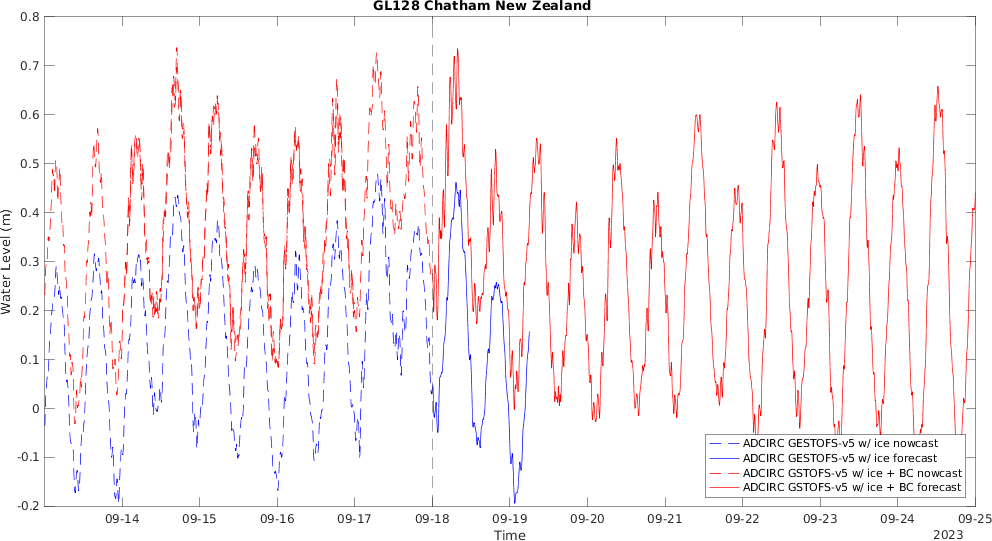 GL128 Chatham New Zealand
0.8
0.7
0.6
0.5
0.4
0.3
0.2
0.1
0
-0.1
-0.2
Water Level (m)
ADCIRC GESTOFS-v5 w/ ice nowcast
ADCIRC GESTOFS-v5 w/ ice forecast
ADCIRC GSTOFS-v5 w/ ice + BC nowcast
ADCIRC GSTOFS-v5 w/ ice + BC forecast
09-14 09-15 09-16 09-17 09-18 09-19 09-20 09-21 09-22 09-23 09-24 09-25
Time
2023